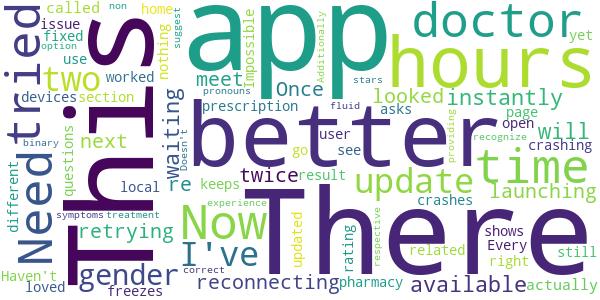 called
non
home
app
doctor
issue
fixed
option
use
nothing
suggest
Impossible
Additionally
hours
yet
tried
This
two
worked
meet
Once
stars
looked
instantly
devices
section
pronouns
prescription
asks
page
will
Need
questions
next
Waiting
Doesn't
better
fluid
user
open
crashing
binary
different
local
re
go
see
providing
recognize
time
keeps
twice
result
update
launching
symptoms
treatment
Now
There
experience
crashes
retrying
I've
updated
rating
respective
shows
Every
related
right
still
Haven't
gender
loved
freezes
correct
reconnecting
pharmacy
available
actually